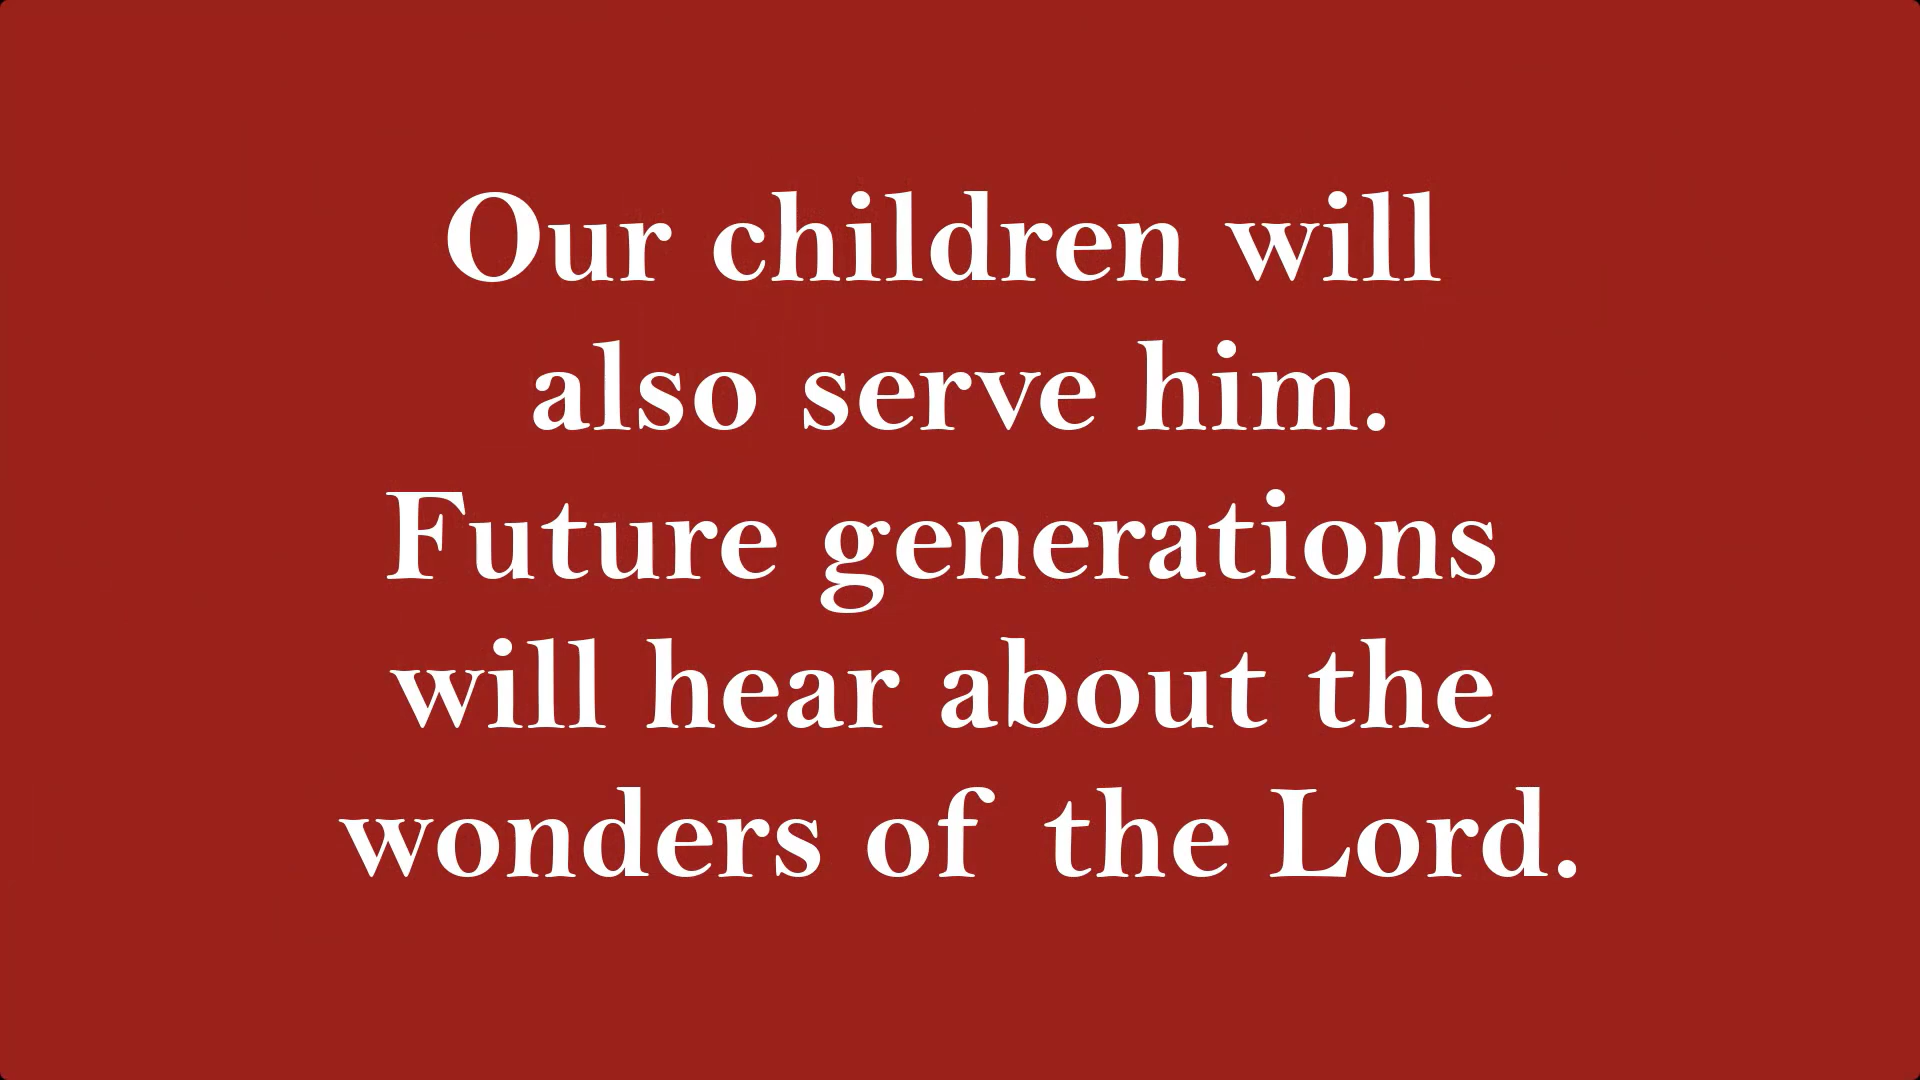 Our children will
also serve him.
Future generations
will hear about the
wonders of the Lord.